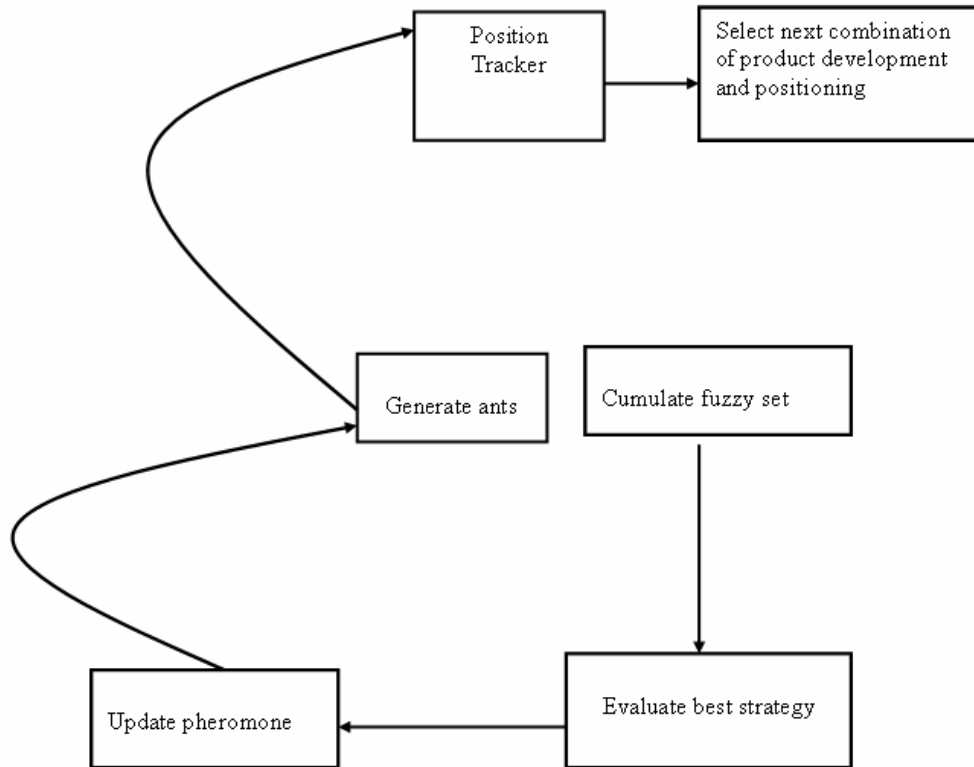 Position
Tracker
Select next combination
of product development
and positioning
Generate ants
Cumulate fuzzy set
Update pheromone
Evaluate best strategy